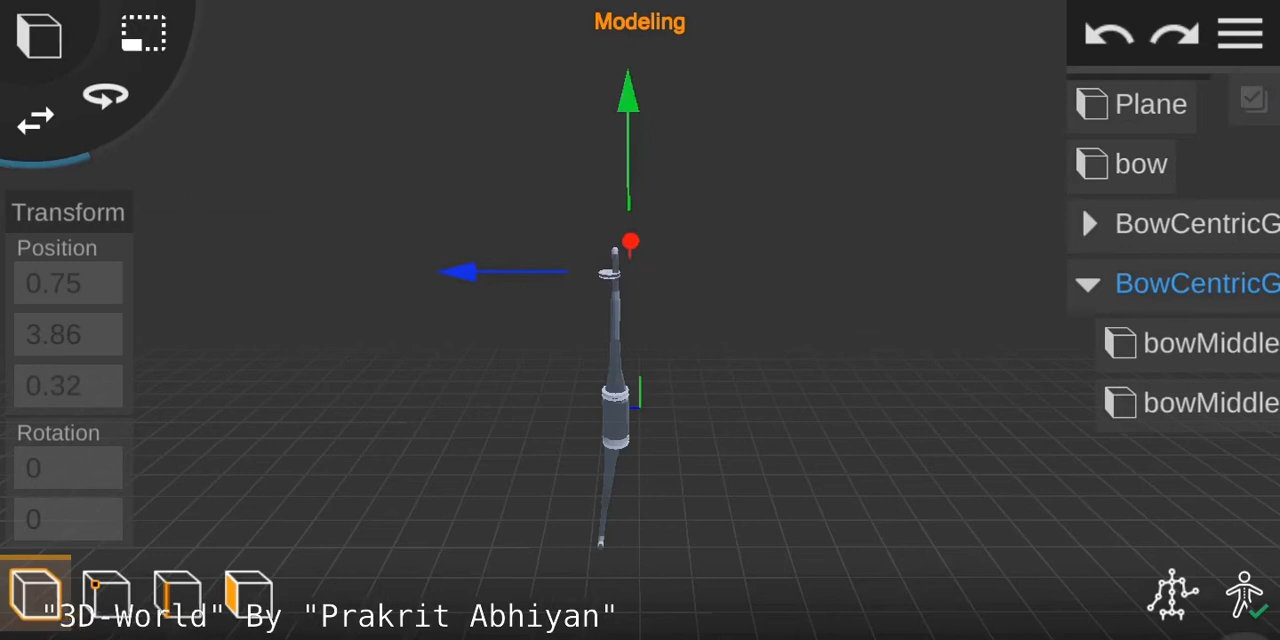 Modeling
Plane
bow
BowCentricG
BowCentricG
bowMiddle
bowMiddle
Transform
Position
0.75
3.86
0.32
Rotation
0
0
"3D-World" By "Prakrit Abhiyan"